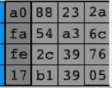 a0 88 23 2a
fa 54 a3 6c
fe 2c 39 76
17 b1 39 05